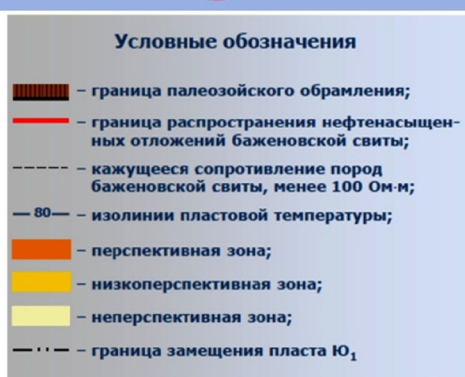 Условные обозначения
– граница палеозойского обрамления;
– граница распространения нефтенасыщен-
ных отложений баженовской свиты;
– кажущееся сопротивление пород
баженовской свиты, менее 100 Ом·м;
80 – изолинии пластовой температуры;
– перспективная зона;
– низкоперспективная зона;
– неперспективная зона;
– граница замещения пласта Ю₁